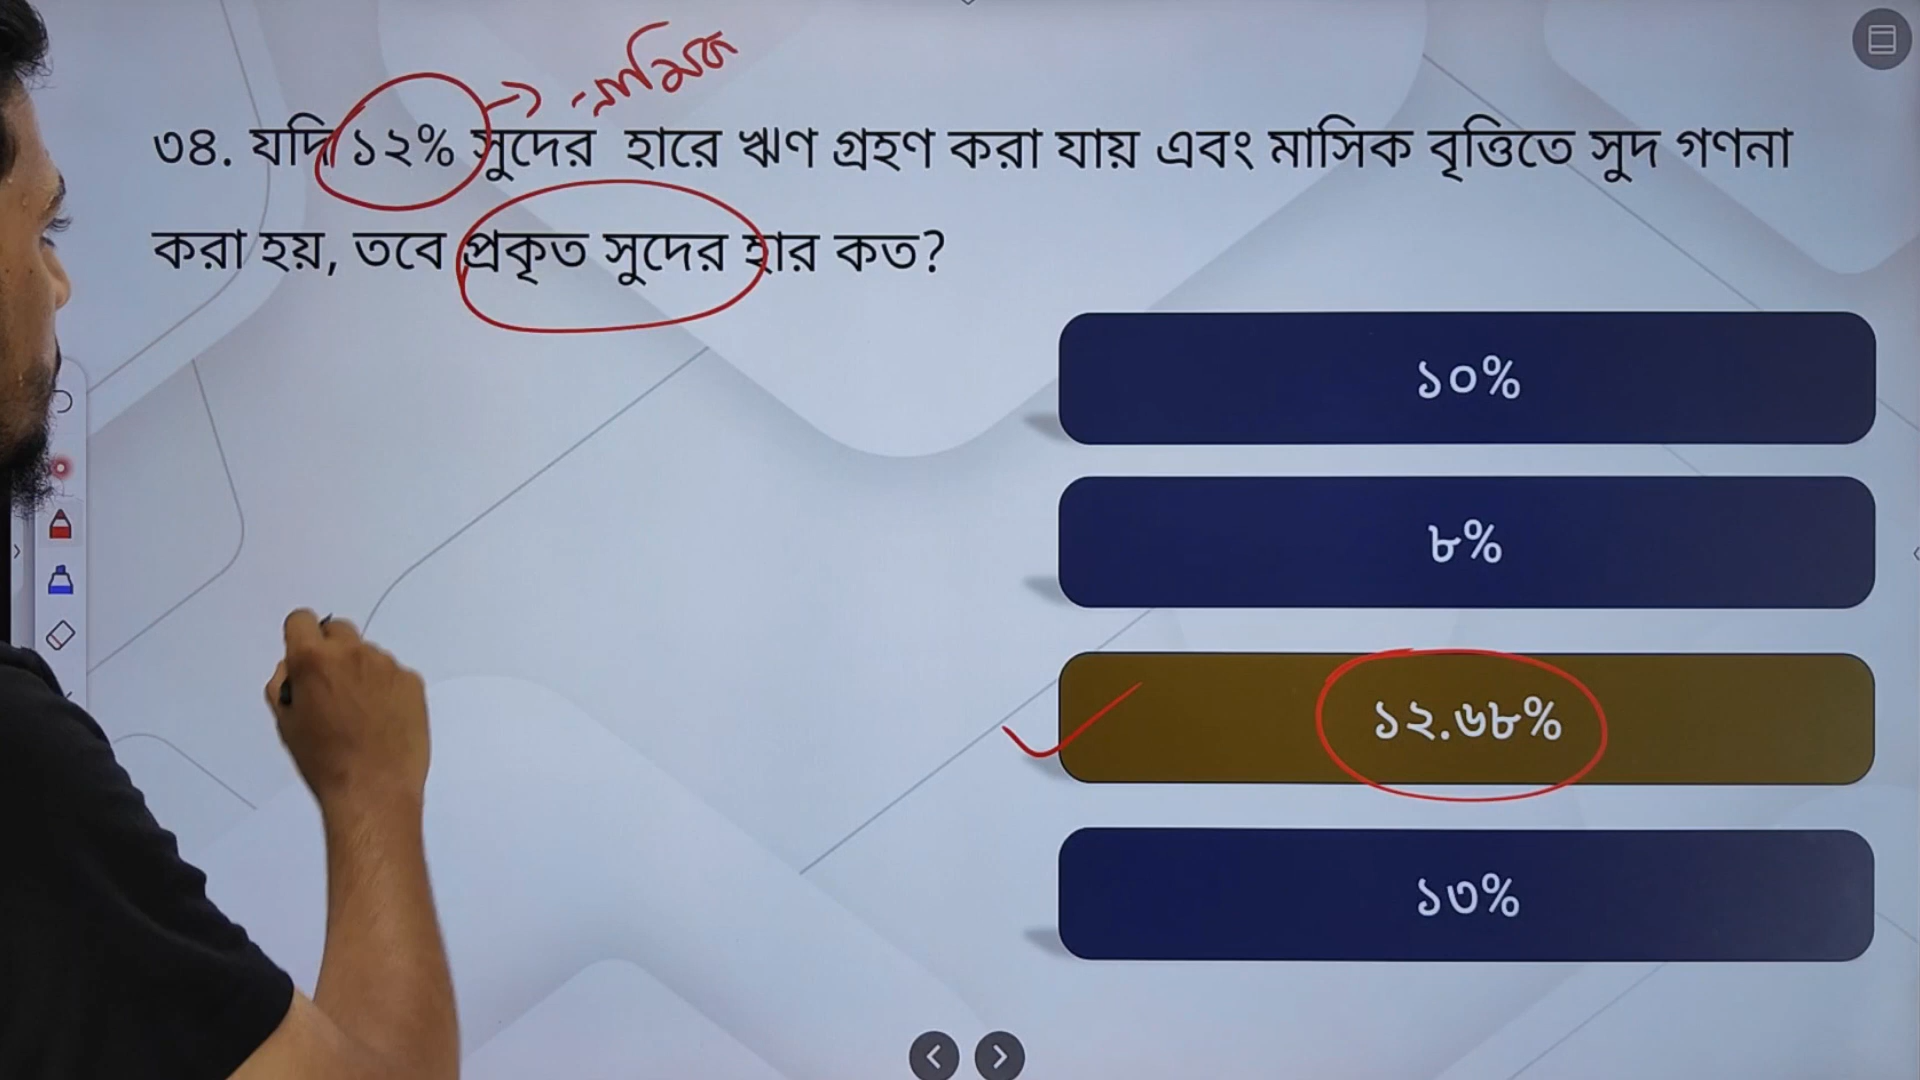 নামিক
৩৪. যদি ১২% সুদের হারে ঋণ গ্রহণ করা যায় এবং মাসিক বৃত্তিতে সুদ গণনা
করা হয়, তবে প্রকৃত সুদের হার কত?
১০%
৮%
১২.৬৮%
১৩%